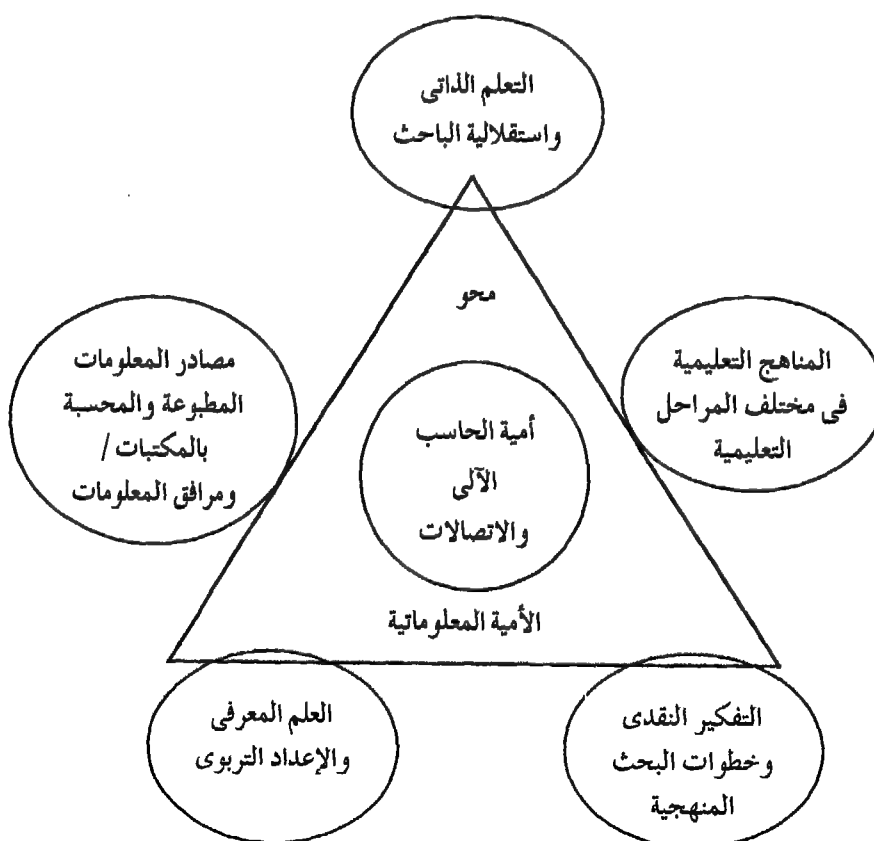 التعلم الذاتى
واستقلالية الباحث
محو
المناهج التعليمية
فى مختلف المراحل
التعليمية
مصادر المعلومات
المطبوعة والمحسبة
بالمكتبات /
ومرافق المعلومات
أمية الحاسب
الآلى
والاتصالات
الأمية المعلوماتية
التفكير النقدى
وخطوات البحث
المنهجية
العلم المعرفى
والإعداد التربوى